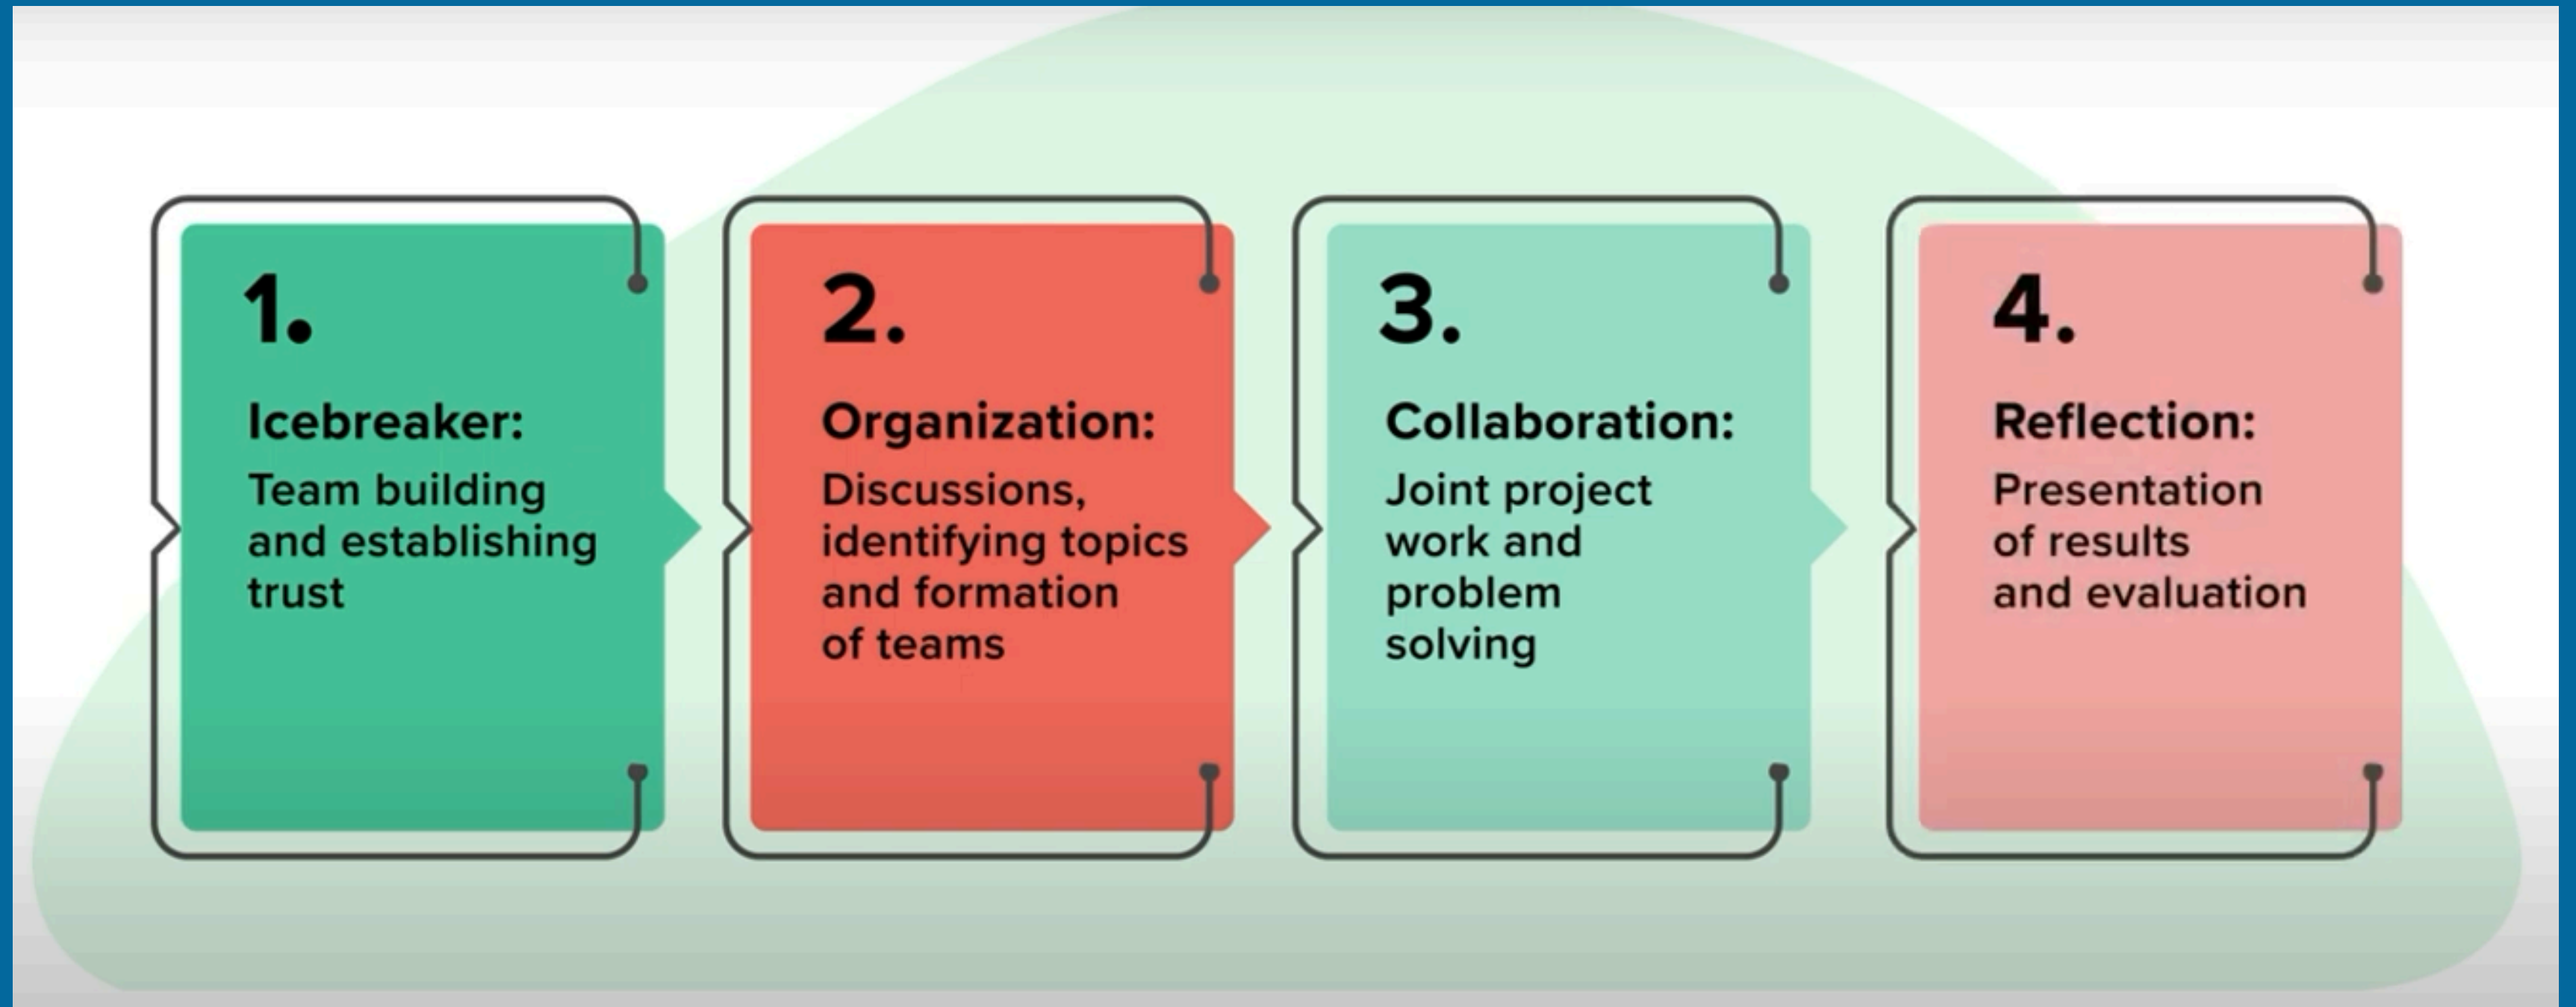 1.
Icebreaker:
Team building
and establishing
trust
2.
Organization:
Discussions,
identifying topics
and formation
of teams
3.
Collaboration:
Joint project
work and
problem
solving
4.
Reflection:
Presentation
of results
and evaluation